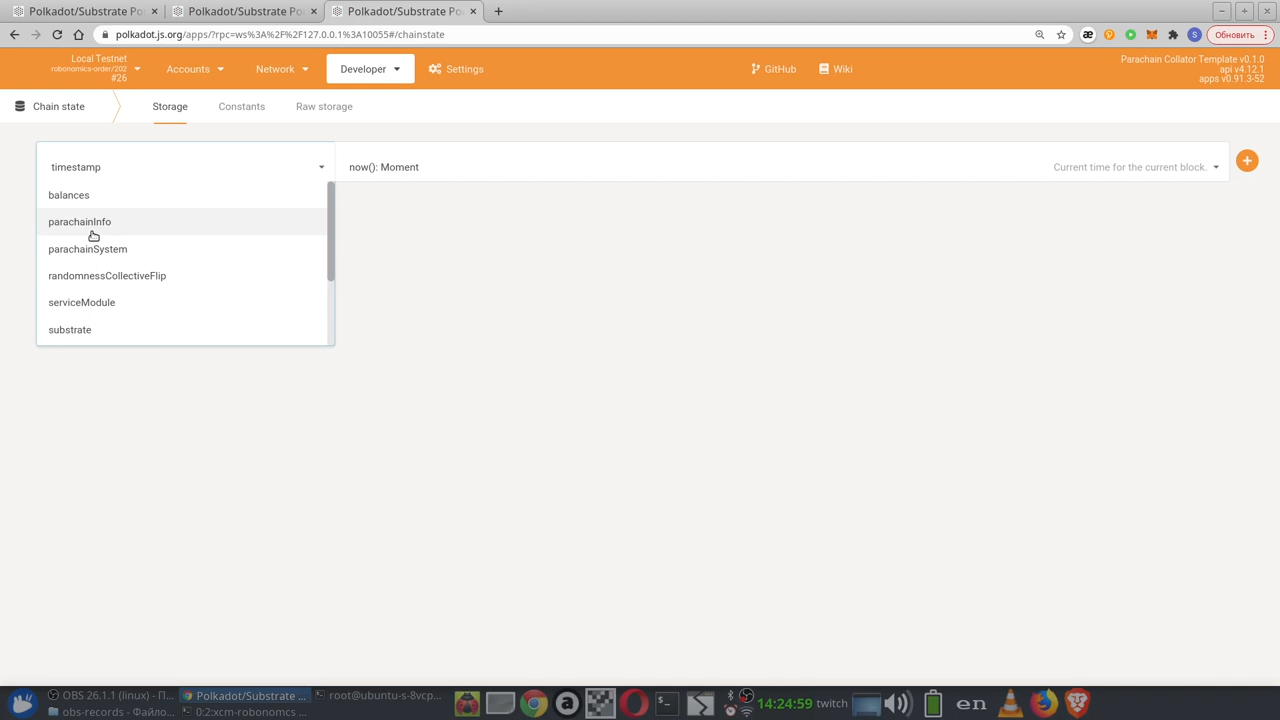 Polkadot/Substrate Po
Polkadot/Substrate Po
Polkadot/Substrate Po
polkadot.js.org/apps/?rpc=ws%3A%2F%2F127.0.0.1%3A10055#/chainstate
S
Обновить
Local Testnet
robonomics-order/202
#26
Accounts
Network
Developer
Settings
GitHub
Wiki
Parachain Collator Template v0.1.0
api v4.12.1
apps v0.91.3-52
Chain state
Storage
Constants
Raw storage
timestamp
now(): Moment
Current time for the current block.
balances
parachainInfo
parachainSystem
randomnessCollectiveFlip
serviceModule
substrate
OBS 26.1.1 (linux) - П...
Polkadot/Substrate ...
root@ubuntu-s-8vcp...
obs-records - Файло...
0:2:xcm-robonomcs ...
14:24:59
twitch
en